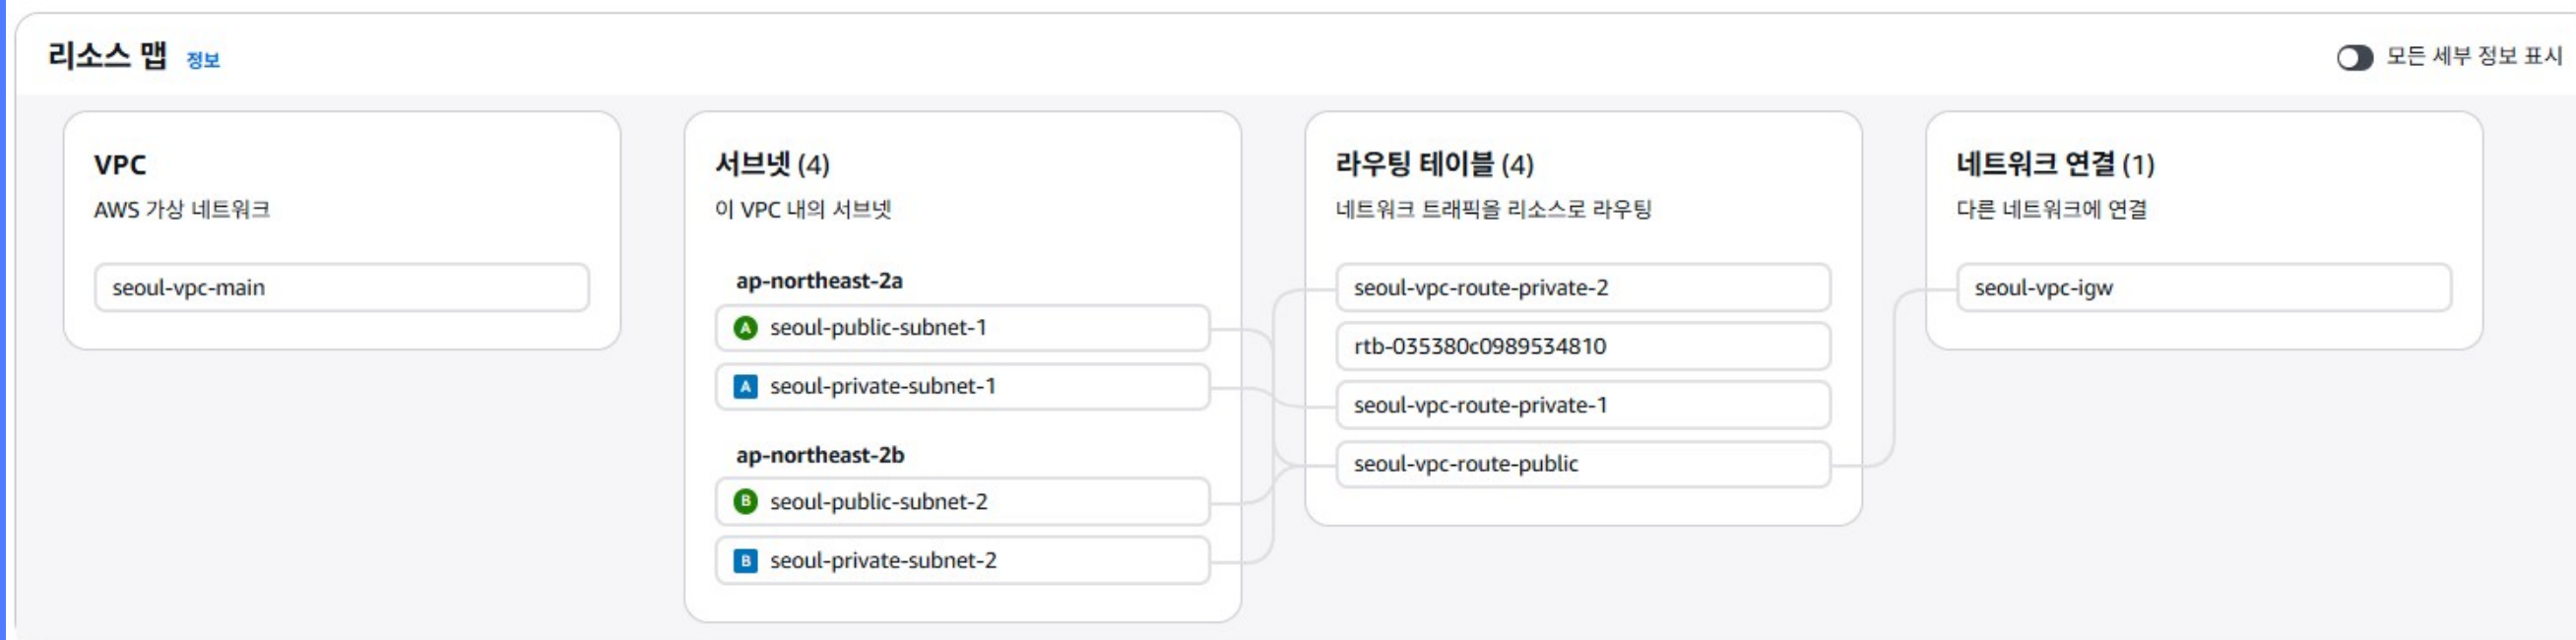 리소스 맵 정보
모든 세부 정보 표시
VPC
AWS 가상 네트워크
seoul-vpc-main
서브넷 (4)
이 VPC 내의 서브넷
ap-northeast-2a
A seoul-public-subnet-1
A seoul-private-subnet-1
ap-northeast-2b
B seoul-public-subnet-2
B seoul-private-subnet-2
라우팅 테이블 (4)
네트워크 트래픽을 리소스로 라우팅
seoul-vpc-route-private-2
rtb-035380c0989534810
seoul-vpc-route-private-1
seoul-vpc-route-public
네트워크 연결 (1)
다른 네트워크에 연결
seoul-vpc-igw